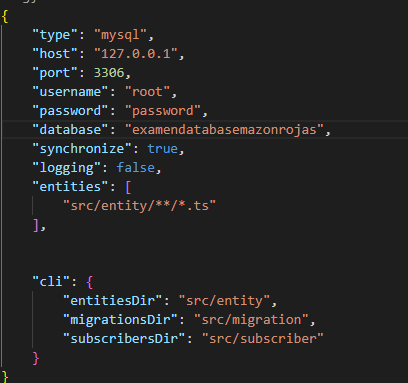 {
"type": "mysql",
"host": "127.0.0.1",
"port": 3306,
"username": "root",
"password": "password",
"database": "examendatabasemazonrojas",
"synchronize": true,
"logging": false,
"entities": [
"src/entity/**/*.ts"
],
"cli": {
"entitiesDir": "src/entity",
"migrationsDir": "src/migration",
"subscribersDir": "src/subscriber"
}
}